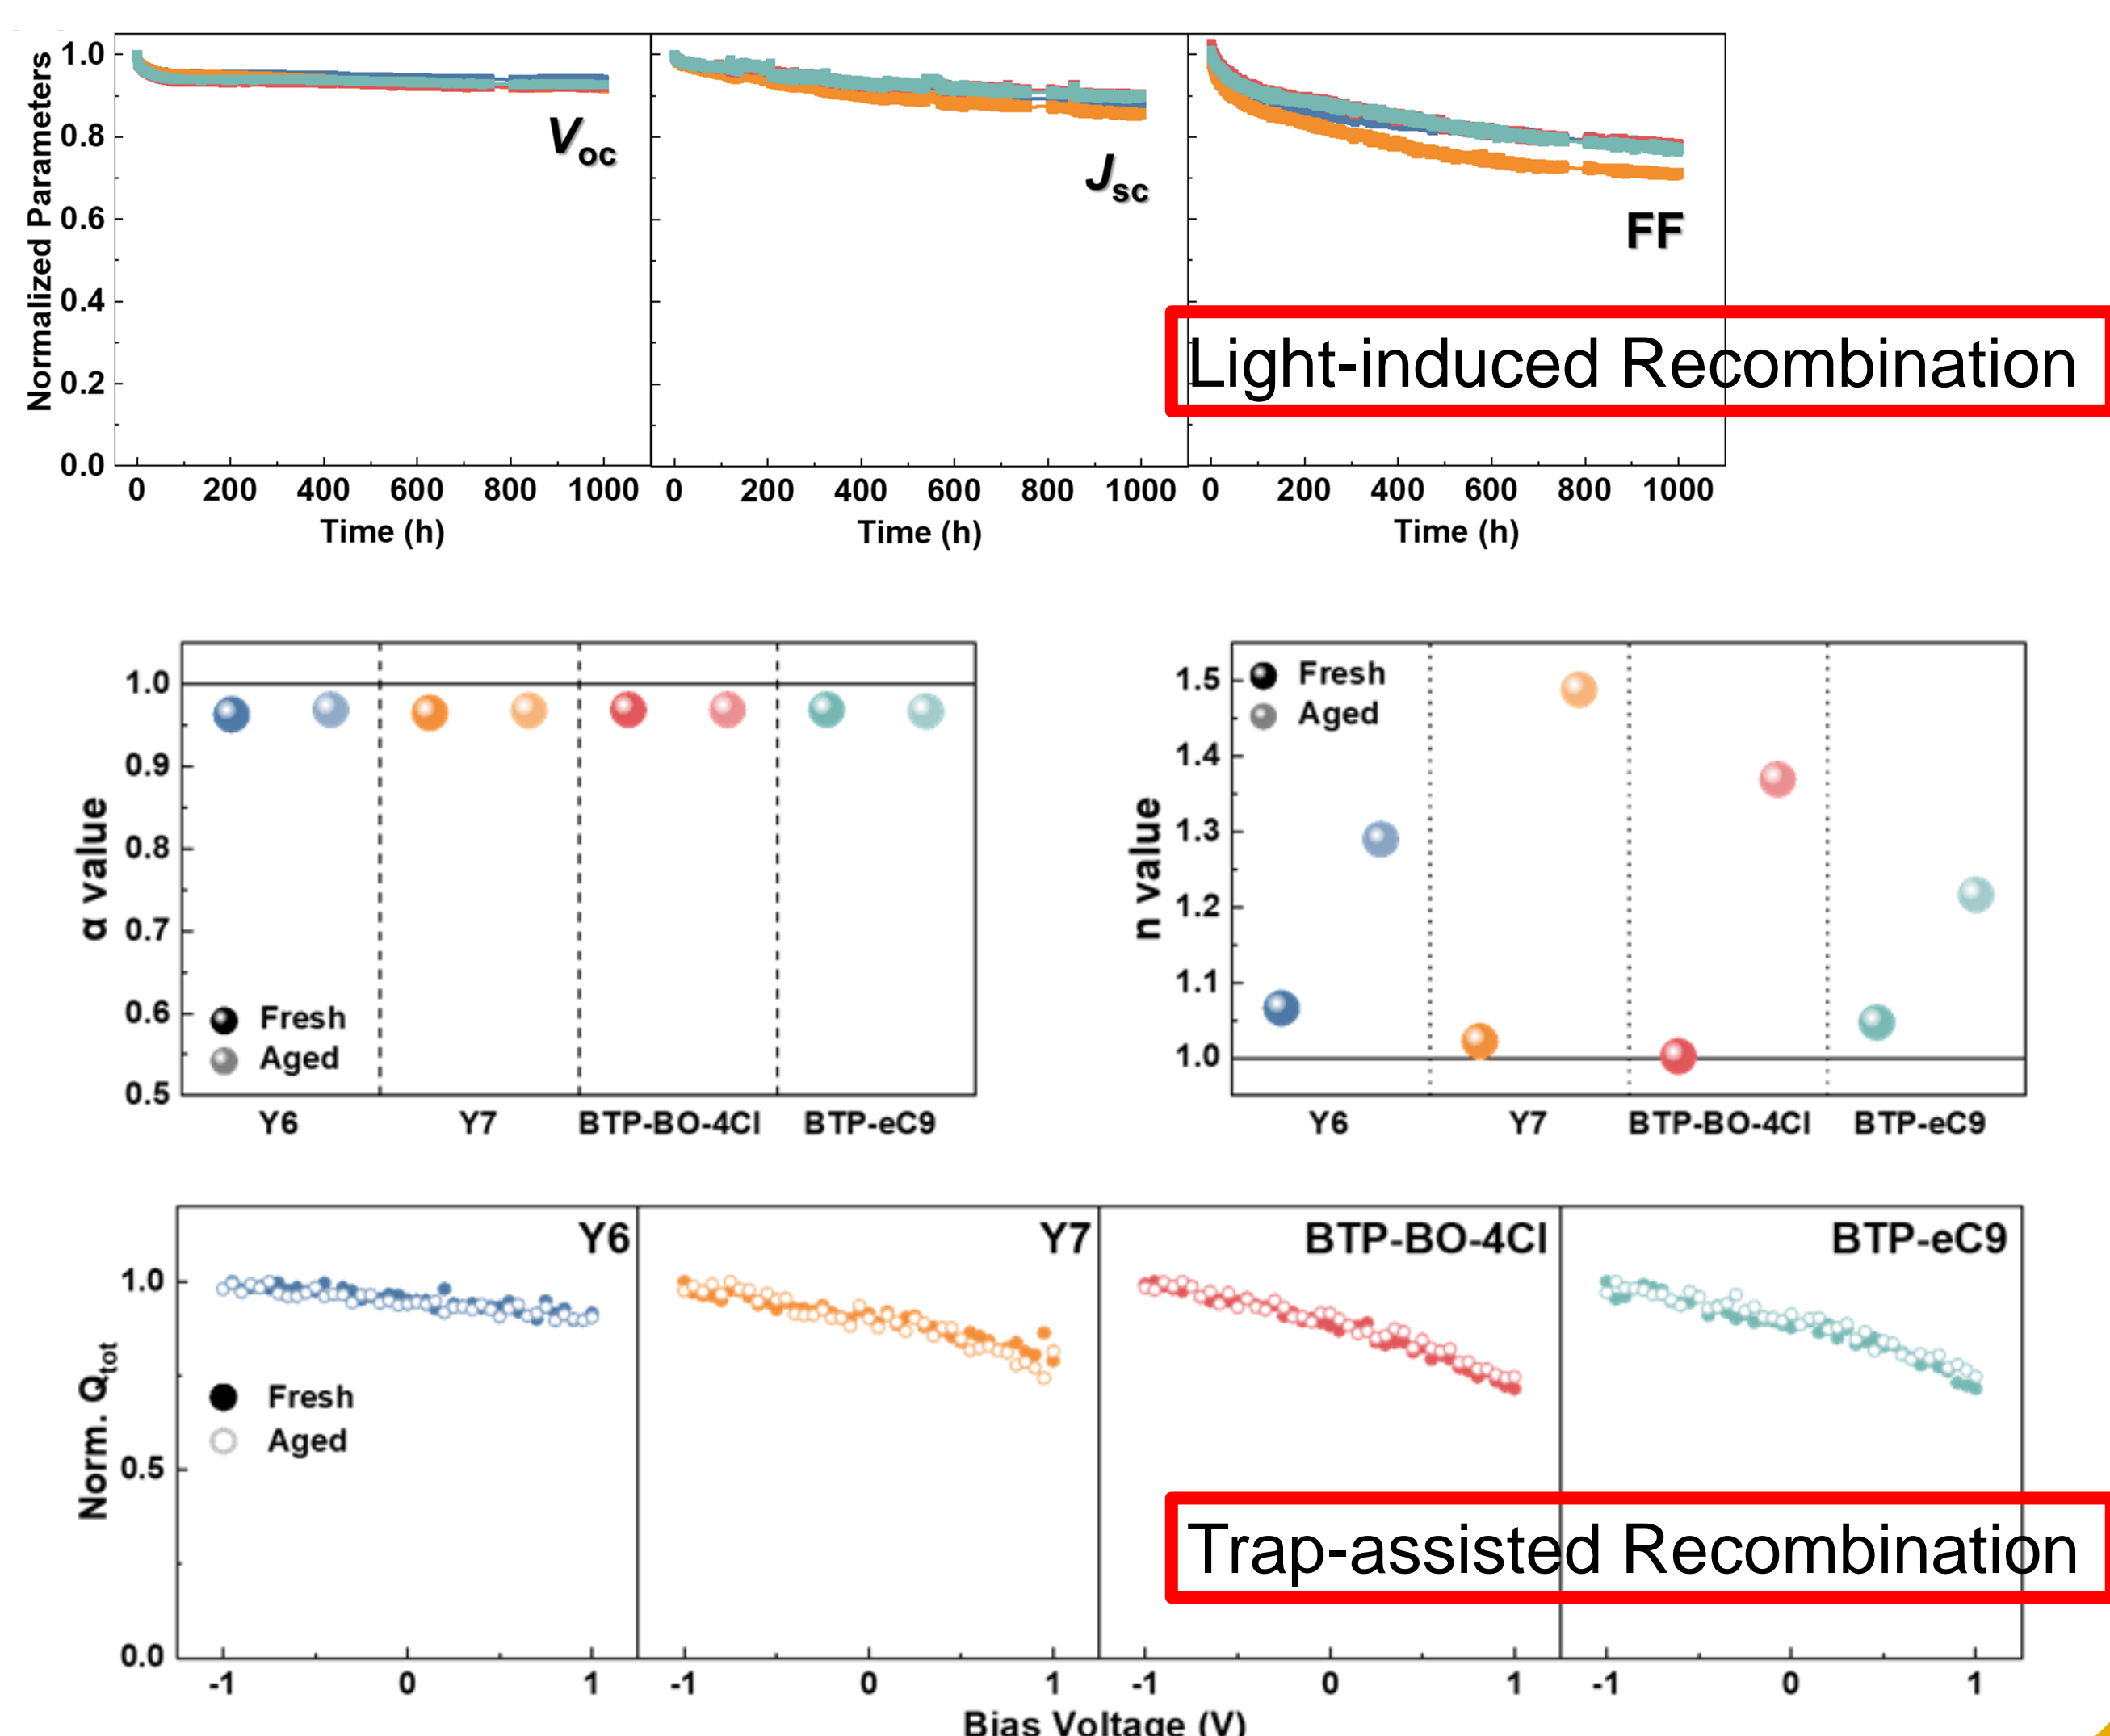 Normalized Parameters
1.0
0.8
0.6
0.4
0.2
0.0
Voc
Jsc
FF
Light-induced Recombination
0 200 400 600 800 1000
0 200 400 600 800 1000
0 200 400 600 800 1000
Time (h)
Time (h)
Time (h)
α value
1.0
0.9
0.8
0.7
0.6
0.5
Fresh
Aged
Y6 Y7 BTP-BO-4Cl BTP-eC9
n value
1.5
1.4
1.3
1.2
1.1
1.0
Fresh
Aged
Y6 Y7 BTP-BO-4Cl BTP-eC9
Norm. Qtot
1.0
0.5
0.0
Y6
Y7
BTP-BO-4Cl
BTP-eC9
Fresh
Aged
Trap-assisted Recombination
-1 0 1
-1 0 1
-1 0 1
-1 0 1
Bias Voltage (V)